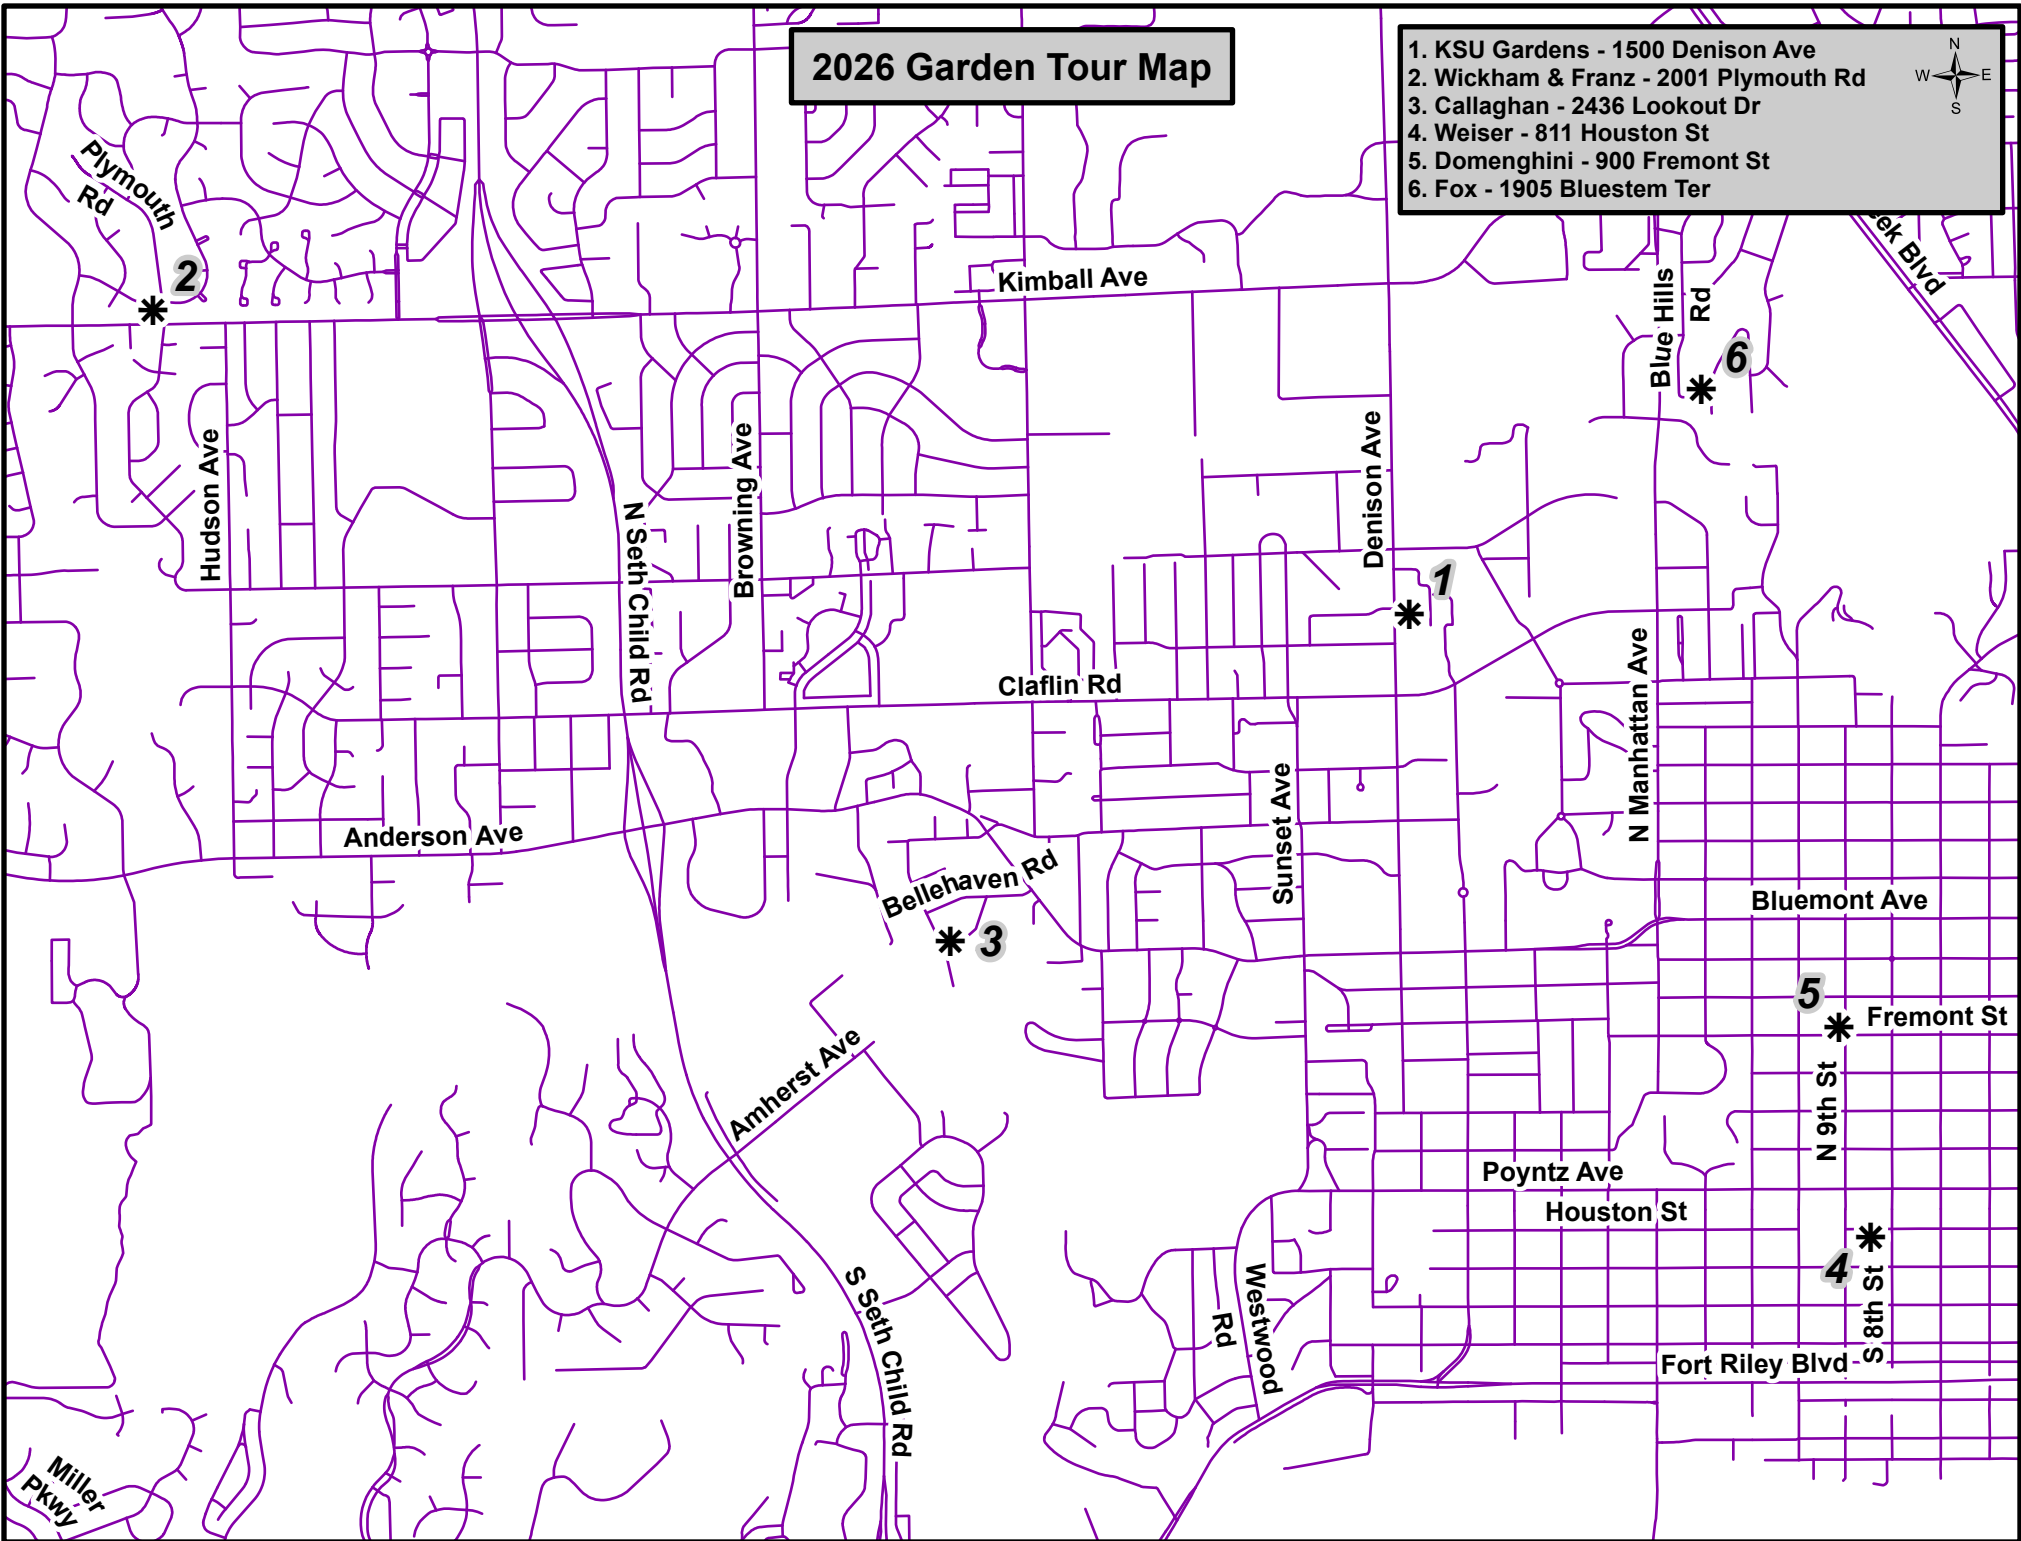 2026 Garden Tour Map
1. KSU Gardens - 1500 Denison Ave
2. Wickham & Franz - 2001 Plymouth Rd
3. Callaghan - 2436 Lookout Dr
4. Weiser - 811 Houston St
5. Domenghini - 900 Fremont St
6. Fox - 1905 Bluestem Ter
N
W E
S
Plymouth
Rd
2
Kimball Ave
eek Blvd
Blue Hills
Rd
6
Hudson Ave
N Seth Child Rd
Browning Ave
Denison Ave
1
Claflin Rd
N Manhattan Ave
Anderson Ave
Sunset Ave
Bellehaven Rd
3
Bluemont Ave
5
Fremont St
Amherst Ave
N 9th St
Poyntz Ave
Houston St
4
S 8th St
S Seth Child Rd
Westwood
Rd
Fort Riley Blvd
Miller
Pkwy